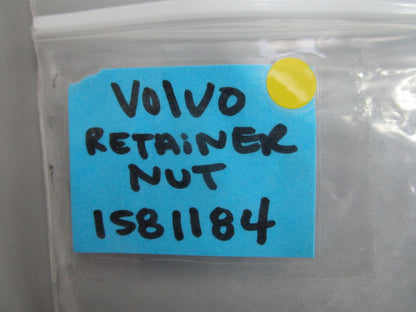 VOLVO
RETAINER
NUT
1581184